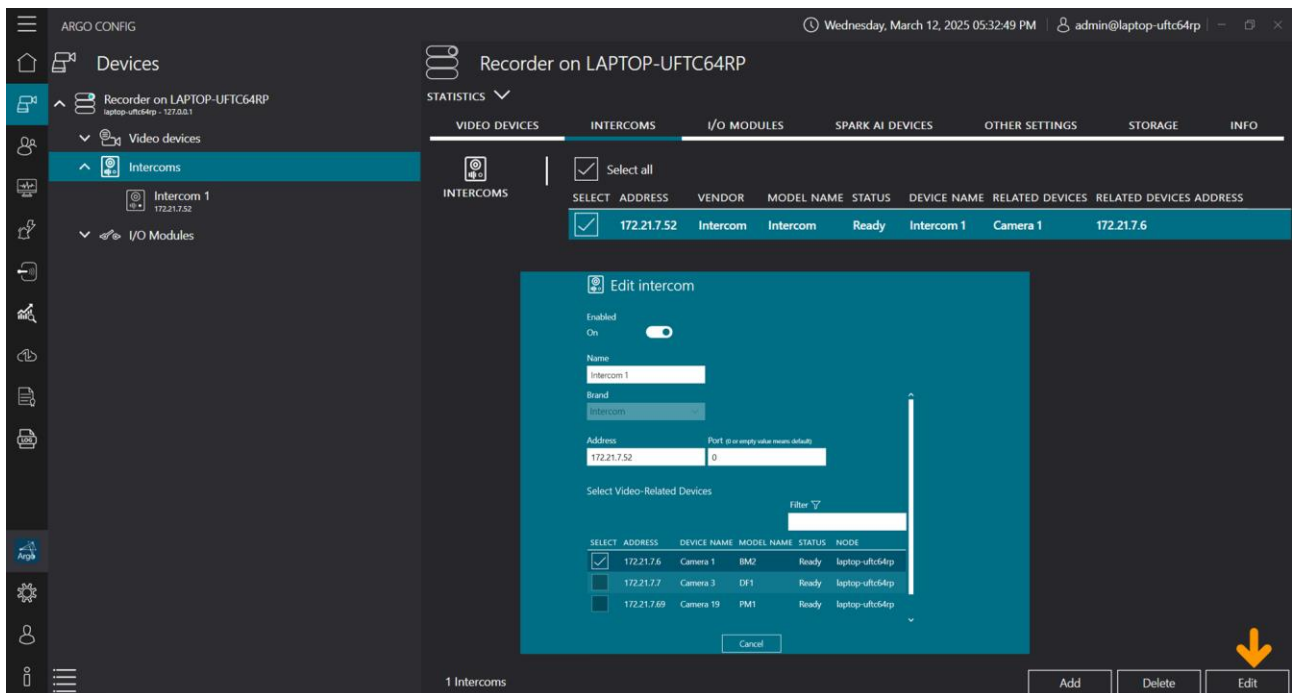 ARGO CONFIG
Wednesday, March 12, 2025 05:32:49 PM
admin@laptop-uftc64rp
Devices
Recorder on LAPTOP-UFTC64RP
laptop-uftc64rp - 127.0.0.1
Video devices
Intercoms
Intercom 1
172.21.7.52
I/O Modules
Argo
LOG
Recorder on LAPTOP-UFTC64RP
STATISTICS
VIDEO DEVICES INTERCOMS I/O MODULES SPARK AI DEVICES OTHER SETTINGS STORAGE INFO
INTERCOMS
Select all
SELECT ADDRESS VENDOR MODEL NAME STATUS DEVICE NAME RELATED DEVICES RELATED DEVICES ADDRESS
172.21.7.52 Intercom Intercom Ready Intercom 1 Camera 1 172.21.7.6
Edit intercom
Enabled
On
Name
Intercom 1
Brand
Intercom
Address Port (0 or empty value means default)
172.21.7.52 0
Select Video-Related Devices
Filter
SELECT ADDRESS DEVICE NAME MODEL NAME STATUS NODE
172.21.7.6 Camera 1 BM2 Ready laptop-uftc64rp
172.21.7.7 Camera 3 DF1 Ready laptop-uftc64rp
172.21.7.69 Camera 19 PM1 Ready laptop-uftc64rp
Cancel
1 Intercoms
Add Delete Edit